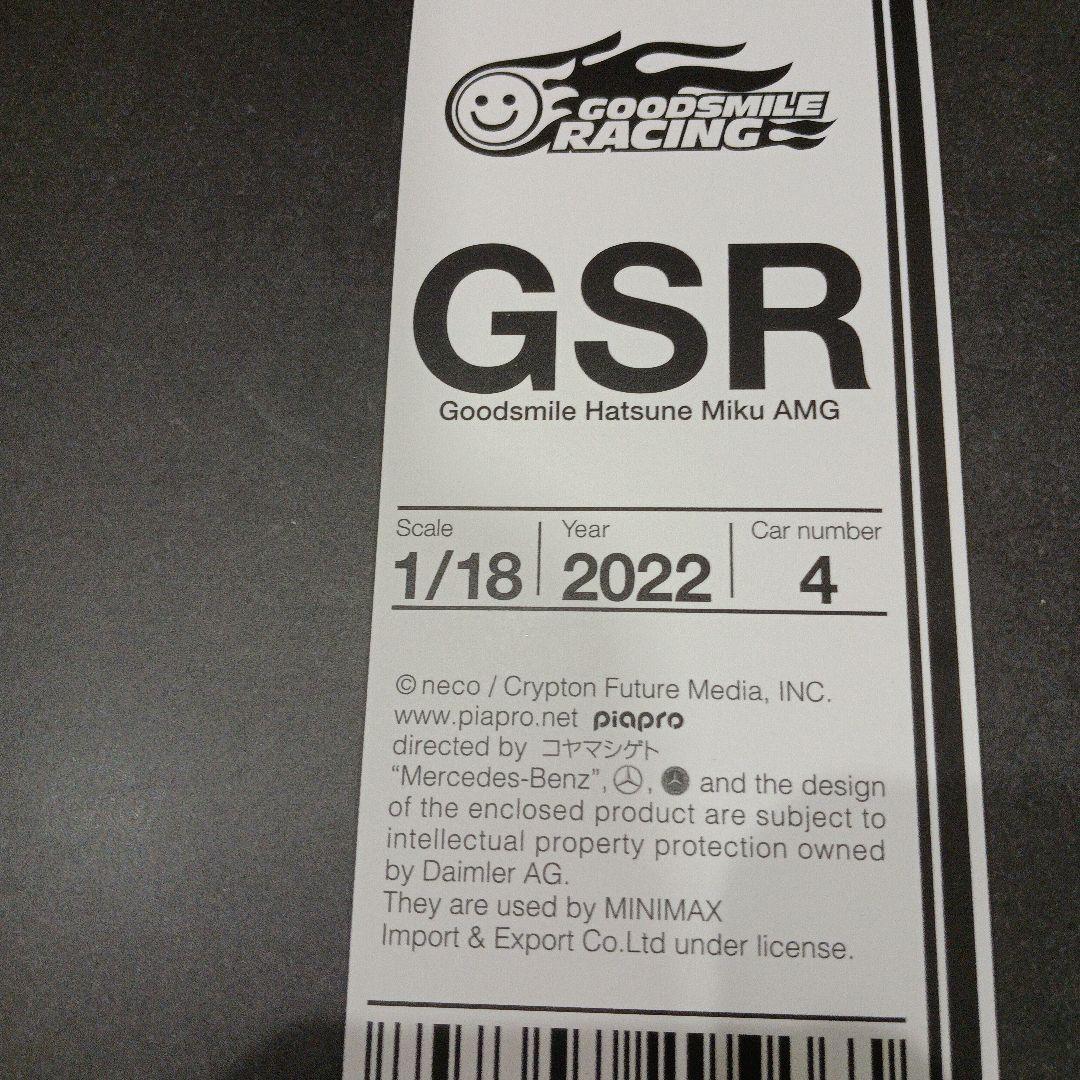 GOODSMILE
RACING
GSR
Goodsmile Hatsune Miku AMG
Scale Year Car number
1/18 2022 4
© neco / Crypton Future Media, INC.
www.piapro.net piapro
directed by コヤマシゲト
“Mercedes-Benz”, , and the design
of the enclosed product are subject to
intellectual property protection owned
by Daimler AG.
They are used by MINIMAX
Import & Export Co.Ltd under license.